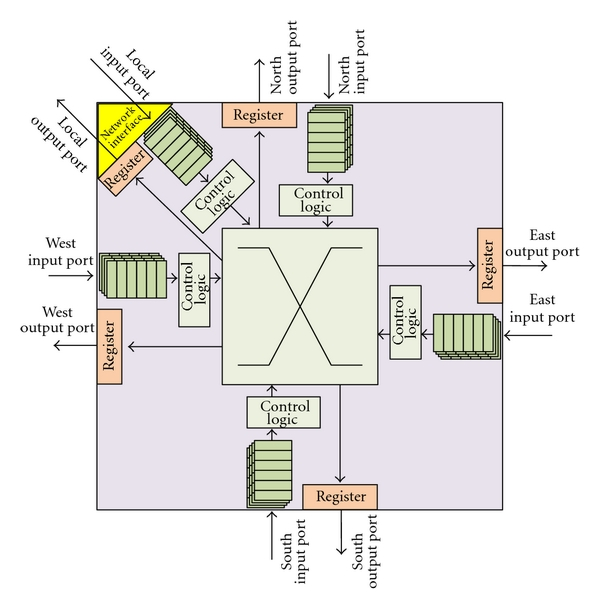 Local
input port
North
output port
North
input port
Network
interface
Local
output port
Register
Register
Control
logic
Control
logic
West
input port
Control
logic
Register
East
output port
West
output port
Register
Control
logic
East
input port
Control
logic
Register
South
input port
South
output port